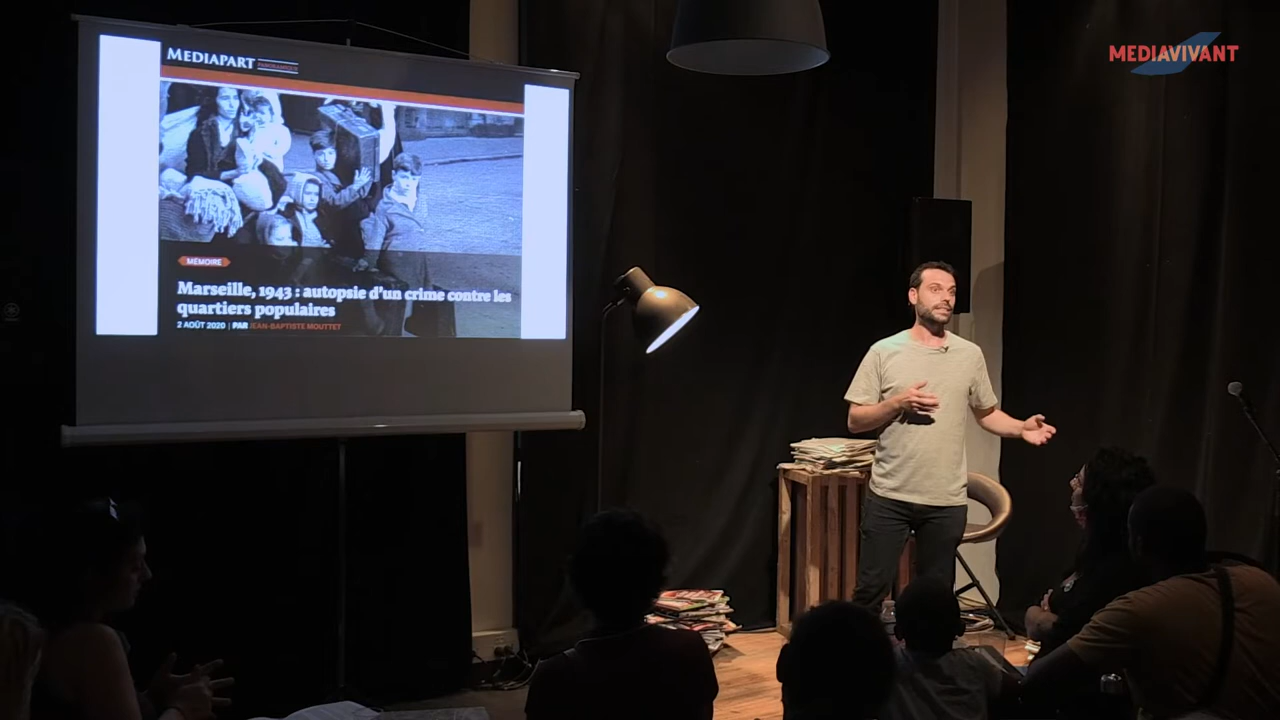 MEDIAPART
MEDIAVIVANT
MÉMOIRE
Marseille, 1943 : autopsie d'un crime contre les
quartiers populaires
2 AOÛT 2020 | PAR JEAN-BAPTISTE MOUTTET